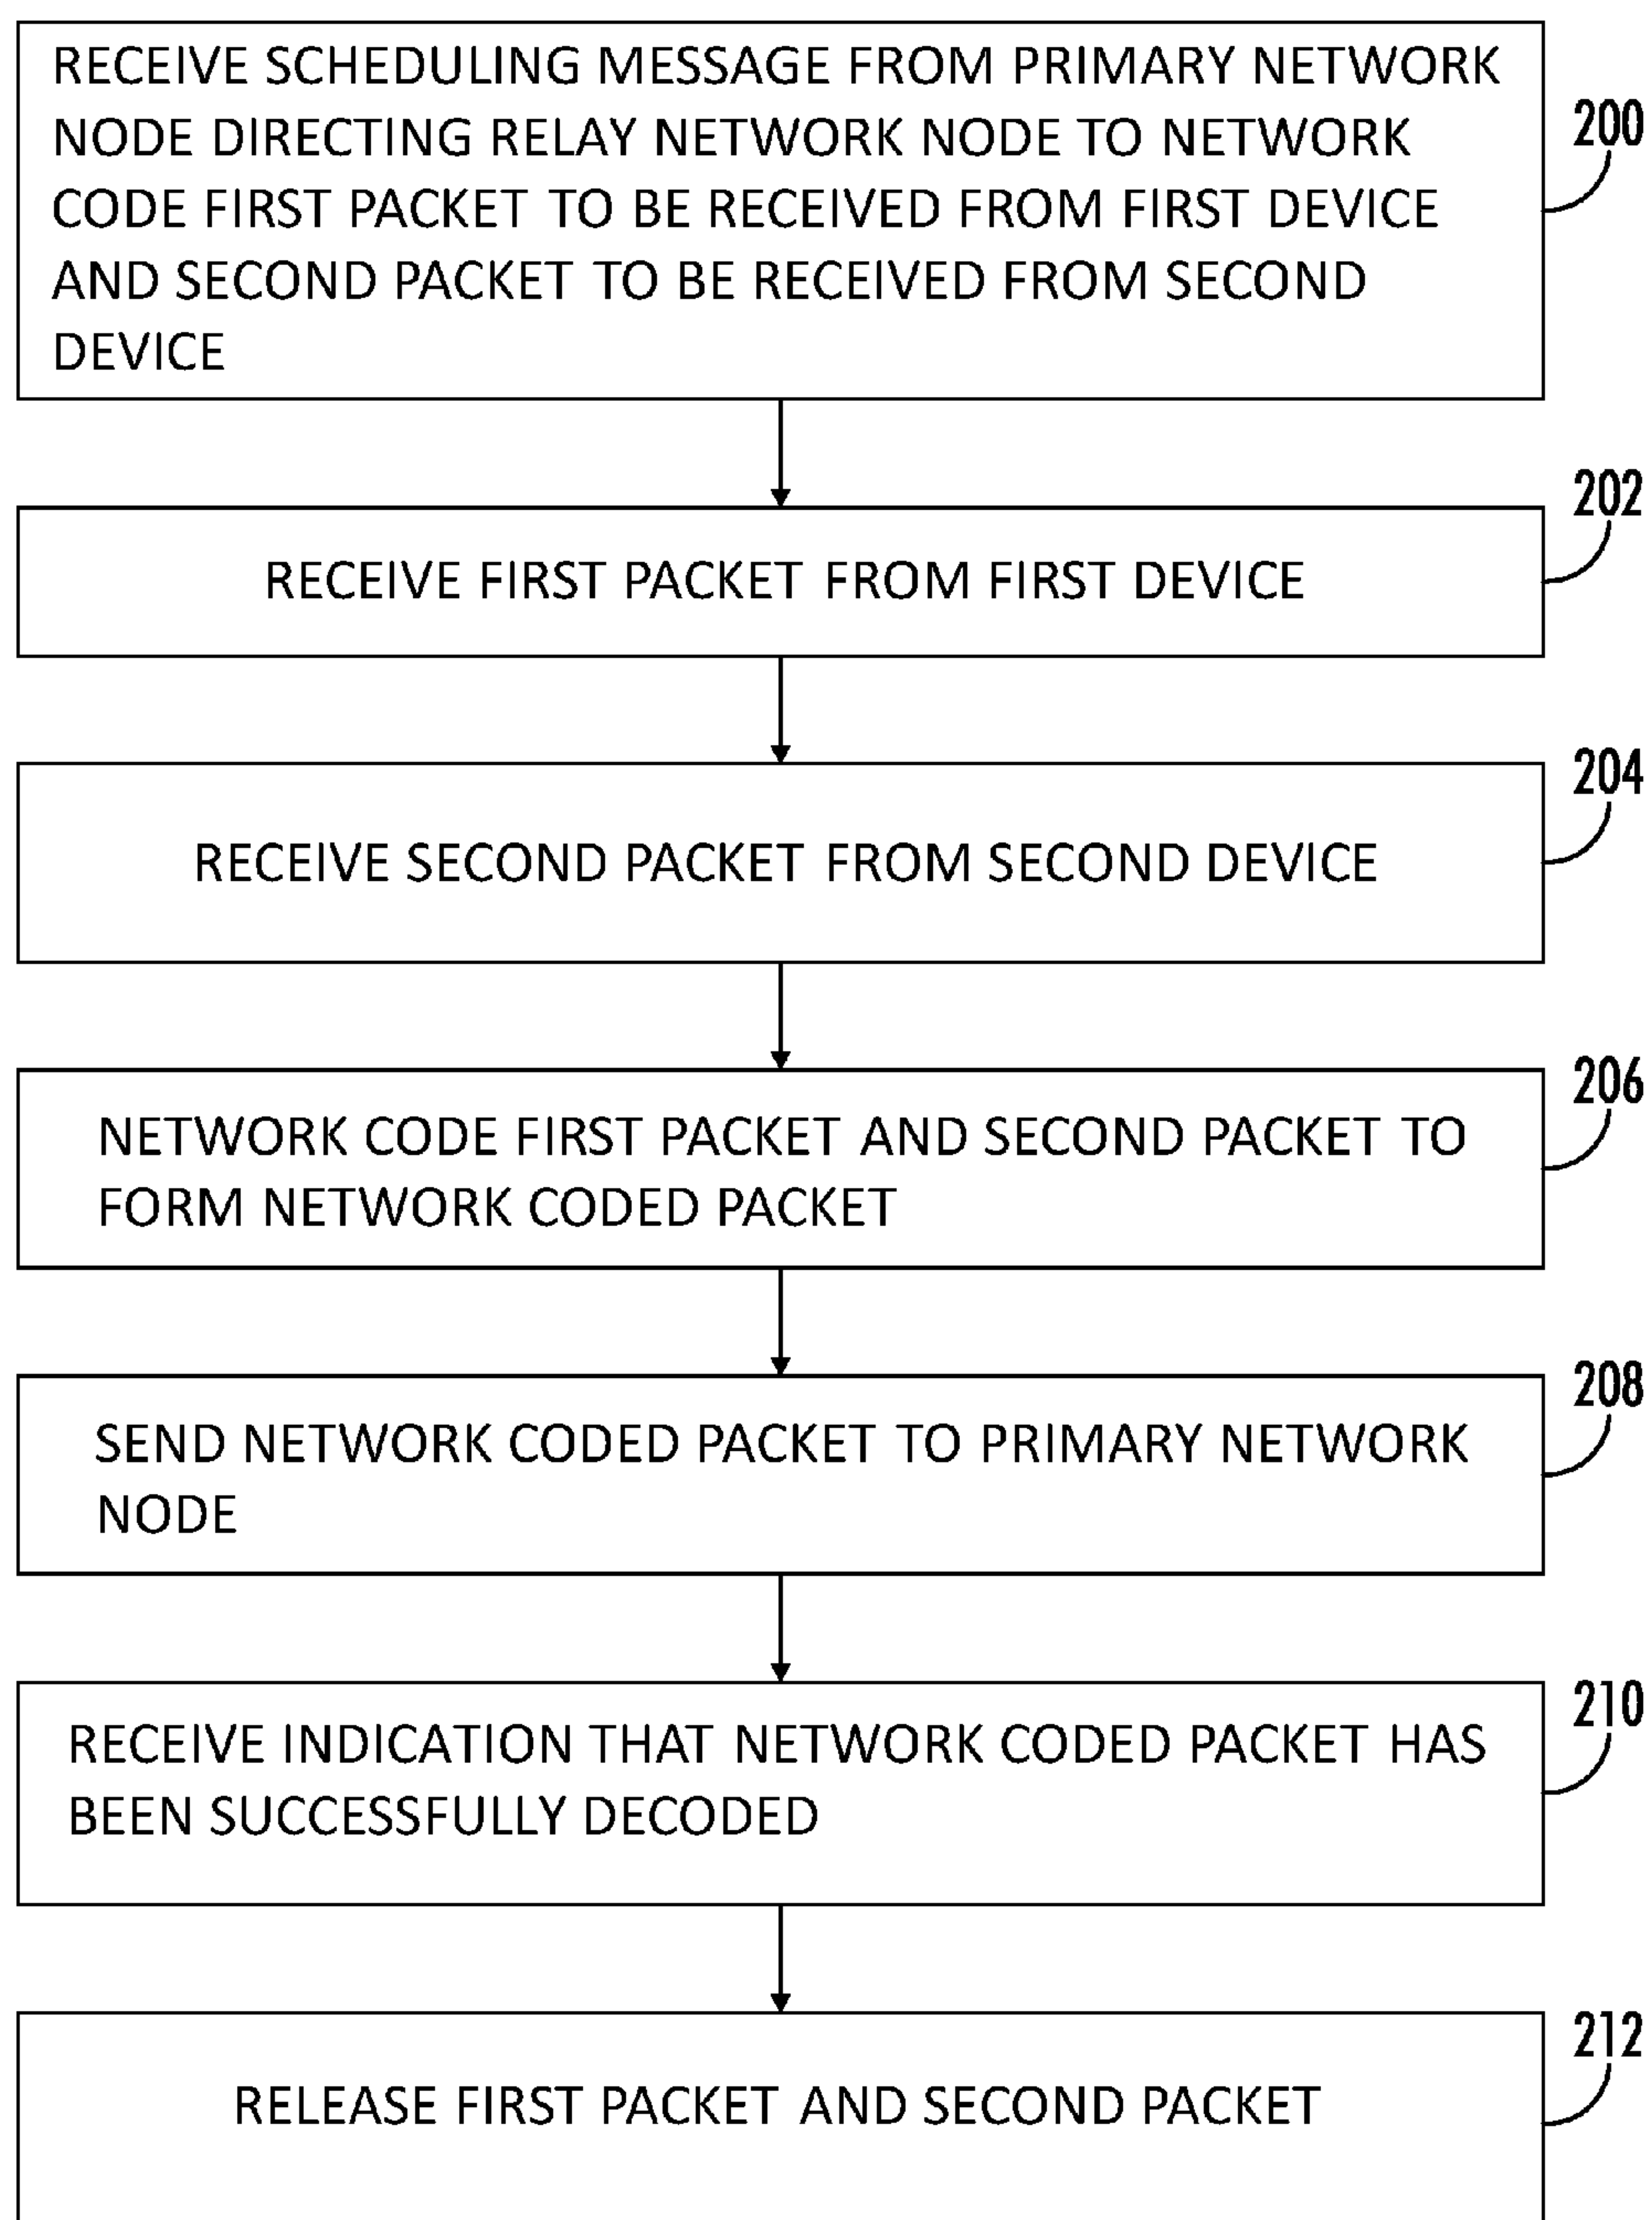 RECEIVE SCHEDULING MESSAGE FROM PRIMARY NETWORK
NODE DIRECTING RELAY NETWORK NODE TO NETWORK
CODE FIRST PACKET TO BE RECEIVED FROM FIRST DEVICE
AND SECOND PACKET TO BE RECEIVED FROM SECOND
DEVICE
200
202
RECEIVE FIRST PACKET FROM FIRST DEVICE
204
RECEIVE SECOND PACKET FROM SECOND DEVICE
206
NETWORK CODE FIRST PACKET AND SECOND PACKET TO
FORM NETWORK CODED PACKET
208
SEND NETWORK CODED PACKET TO PRIMARY NETWORK
NODE
210
RECEIVE INDICATION THAT NETWORK CODED PACKET HAS
BEEN SUCCESSFULLY DECODED
212
RELEASE FIRST PACKET AND SECOND PACKET